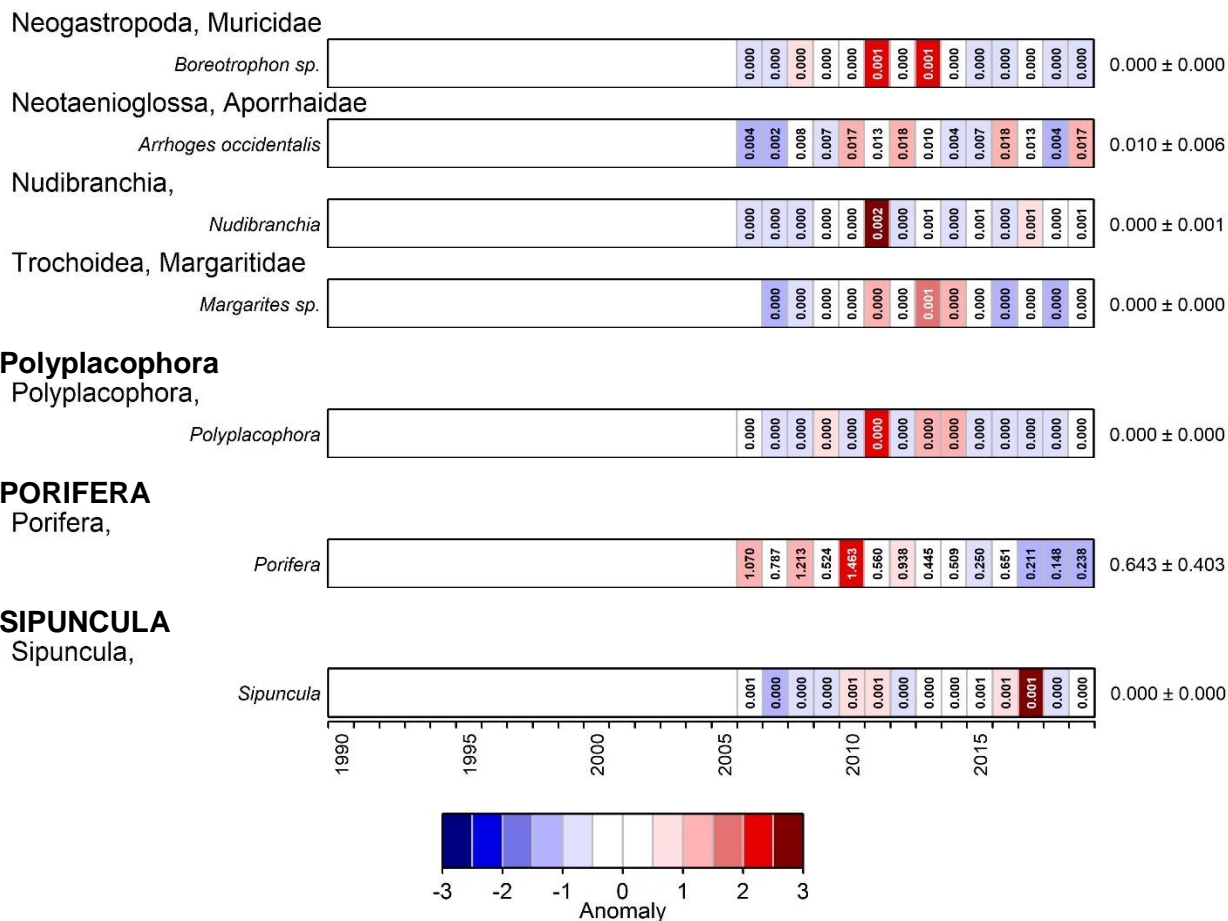 Neogastropoda, Muricidae
Boreotrophon sp. 0.000 0.000 0.000 0.000 0.000 0.001 0.000 0.001 0.000 0.000 0.000 0.000 0.000 0.000 0.000 ± 0.000
Neotaenioglossa, Aporrhaidae
Arrhoges occidentalis 0.004 0.002 0.008 0.007 0.017 0.013 0.018 0.010 0.004 0.007 0.018 0.013 0.004 0.017 0.010 ± 0.006
Nudibranchia,
Nudibranchia 0.000 0.000 0.000 0.000 0.000 0.002 0.000 0.001 0.000 0.001 0.000 0.001 0.000 0.001 0.000 ± 0.001
Trochoidea, Margaritidae
Margarites sp. 0.000 0.000 0.000 0.000 0.000 0.000 0.001 0.000 0.000 0.000 0.000 0.000 0.000 0.000 ± 0.000
Polyplacophora
Polyplacophora,
Polyplacophora 0.000 0.000 0.000 0.000 0.000 0.000 0.000 0.000 0.000 0.000 0.000 0.000 0.000 0.000 0.000 ± 0.000
PORIFERA
Porifera,
Porifera 1.070 0.787 1.213 0.524 1.463 0.560 0.938 0.445 0.509 0.250 0.651 0.211 0.148 0.238 0.643 ± 0.403
SIPUNCULA
Sipuncula,
Sipuncula 0.001 0.000 0.000 0.000 0.001 0.001 0.000 0.000 0.000 0.001 0.001 0.001 0.000 0.000 0.000 ± 0.000
1990 1995 2000 2005 2010 2015
-3 -2 -1 0 1 2 3
Anomaly